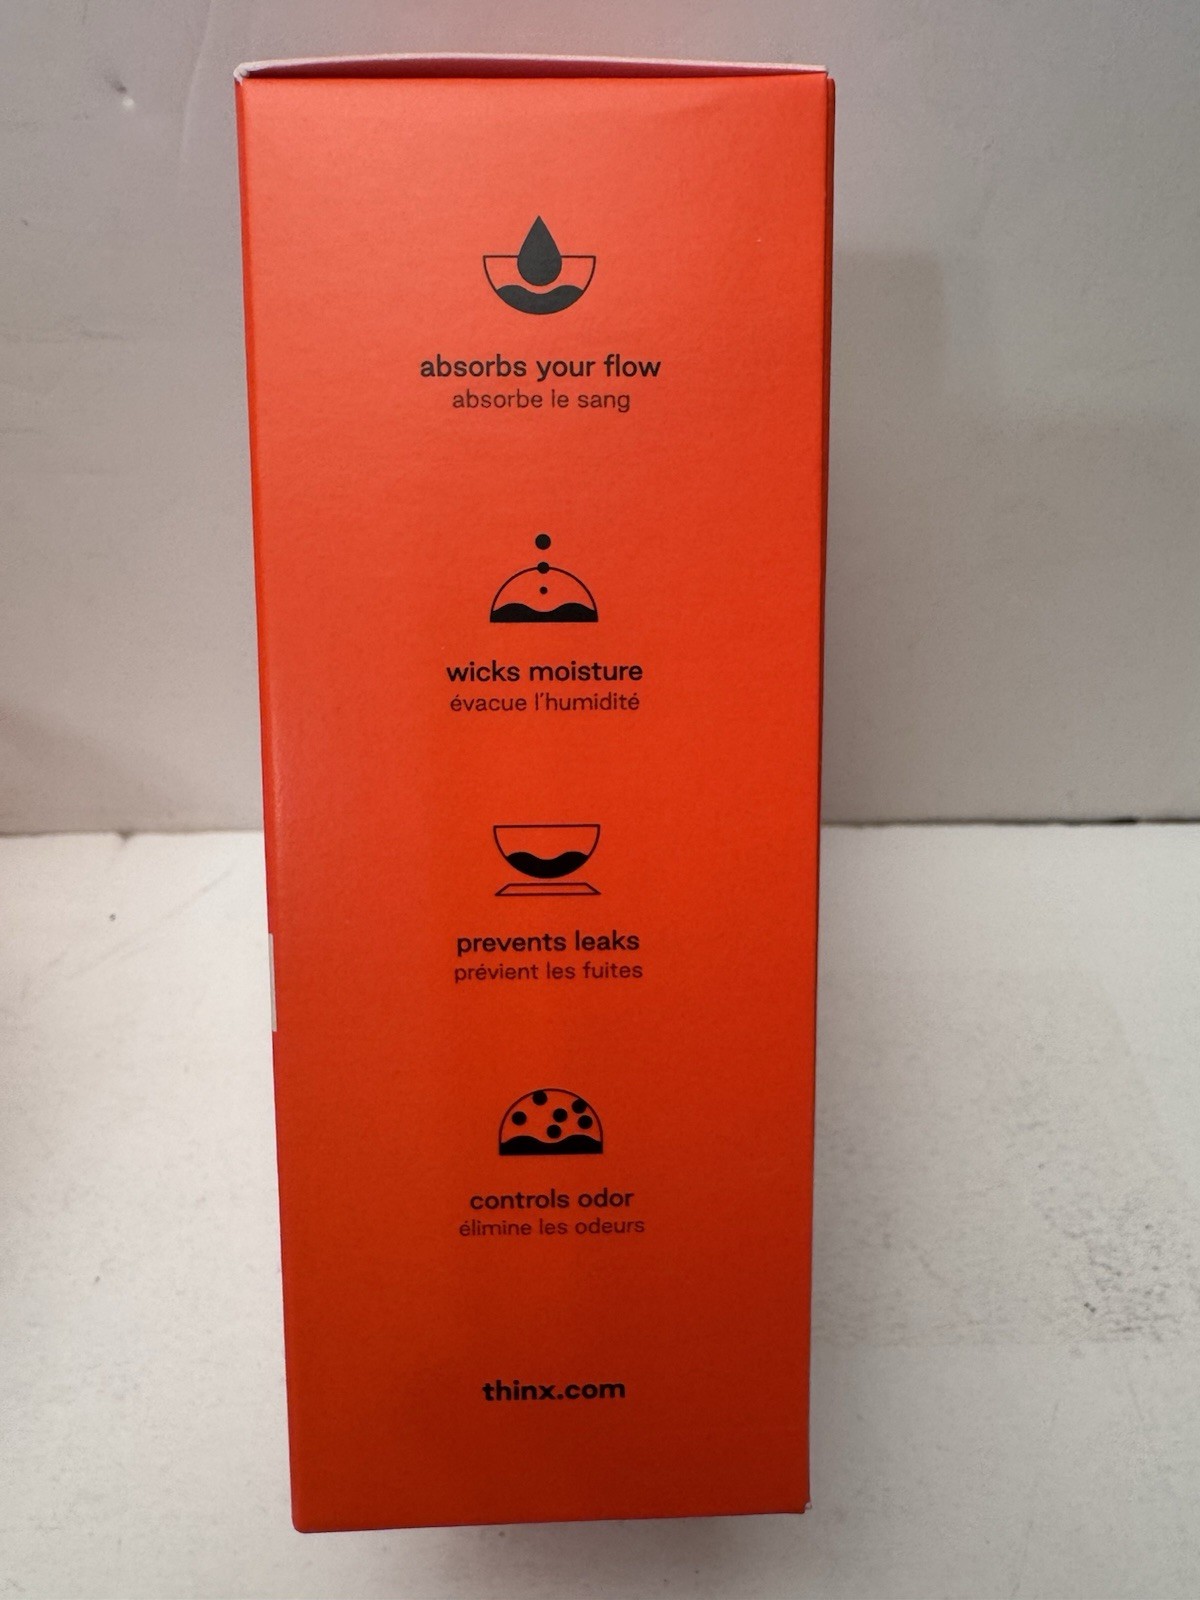 absorbs your flow
absorbe le sang
wicks moisture
évacue l'humidité
prevents leaks
prévient les fuites
controls odor
élimine les odeurs
thinx.com